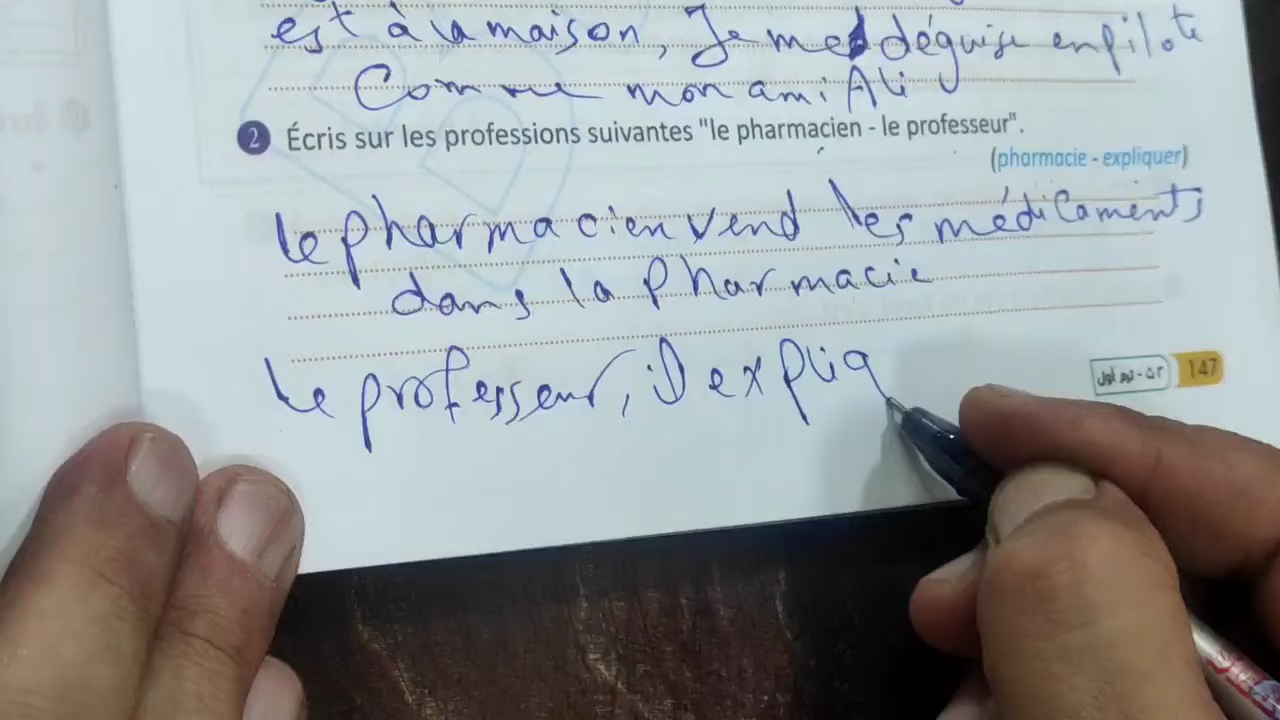 est à la maison, Je me déguise en pilote
Comme mon ami Ali
2 Écris sur les professions suivantes "le pharmacien - le professeur".
(pharmacie - expliquer)
le pharmacien vend les médicaments
dans la pharmacie
le professeur, il expliq
147